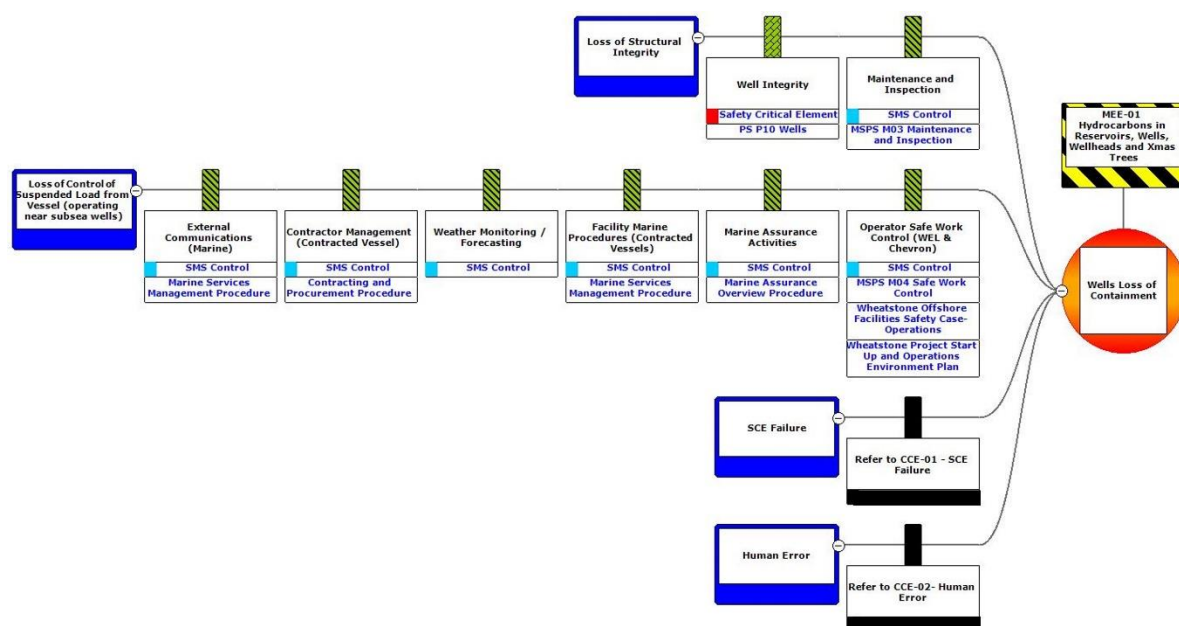 Loss of Structural
Integrity
Well Integrity
Safety Critical Element
PS P10 Wells
Maintenance and
Inspection
SMS Control
MSPS M03 Maintenance
and Inspection
MEE-01
Hydrocarbons in
Reservoirs, Wells,
Wellheads and Xmas
Trees
Loss of Control of
Suspended Load from
Vessel (operating
near subsea wells)
External
Communications
(Marine)
SMS Control
Marine Services
Management Procedure
Contractor Management
(Contracted Vessel)
SMS Control
Contracting and
Procurement Procedure
Weather Monitoring /
Forecasting
SMS Control
Facility Marine
Procedures (Contracted
Vessels)
SMS Control
Marine Services
Management Procedure
Marine Assurance
Activities
SMS Control
Marine Assurance
Overview Procedure
Operator Safe Work
Control (WEL &
Chevron)
SMS Control
MSPS M04 Safe Work
Control
Wheatstone Offshore
Facilities Safety Case-
Operations
Wheatstone Project Start
Up and Operations
Environment Plan
Wells Loss of
Containment
SCE Failure
Refer to CCE-01 - SCE
Failure
Human Error
Refer to CCE-02- Human
Error